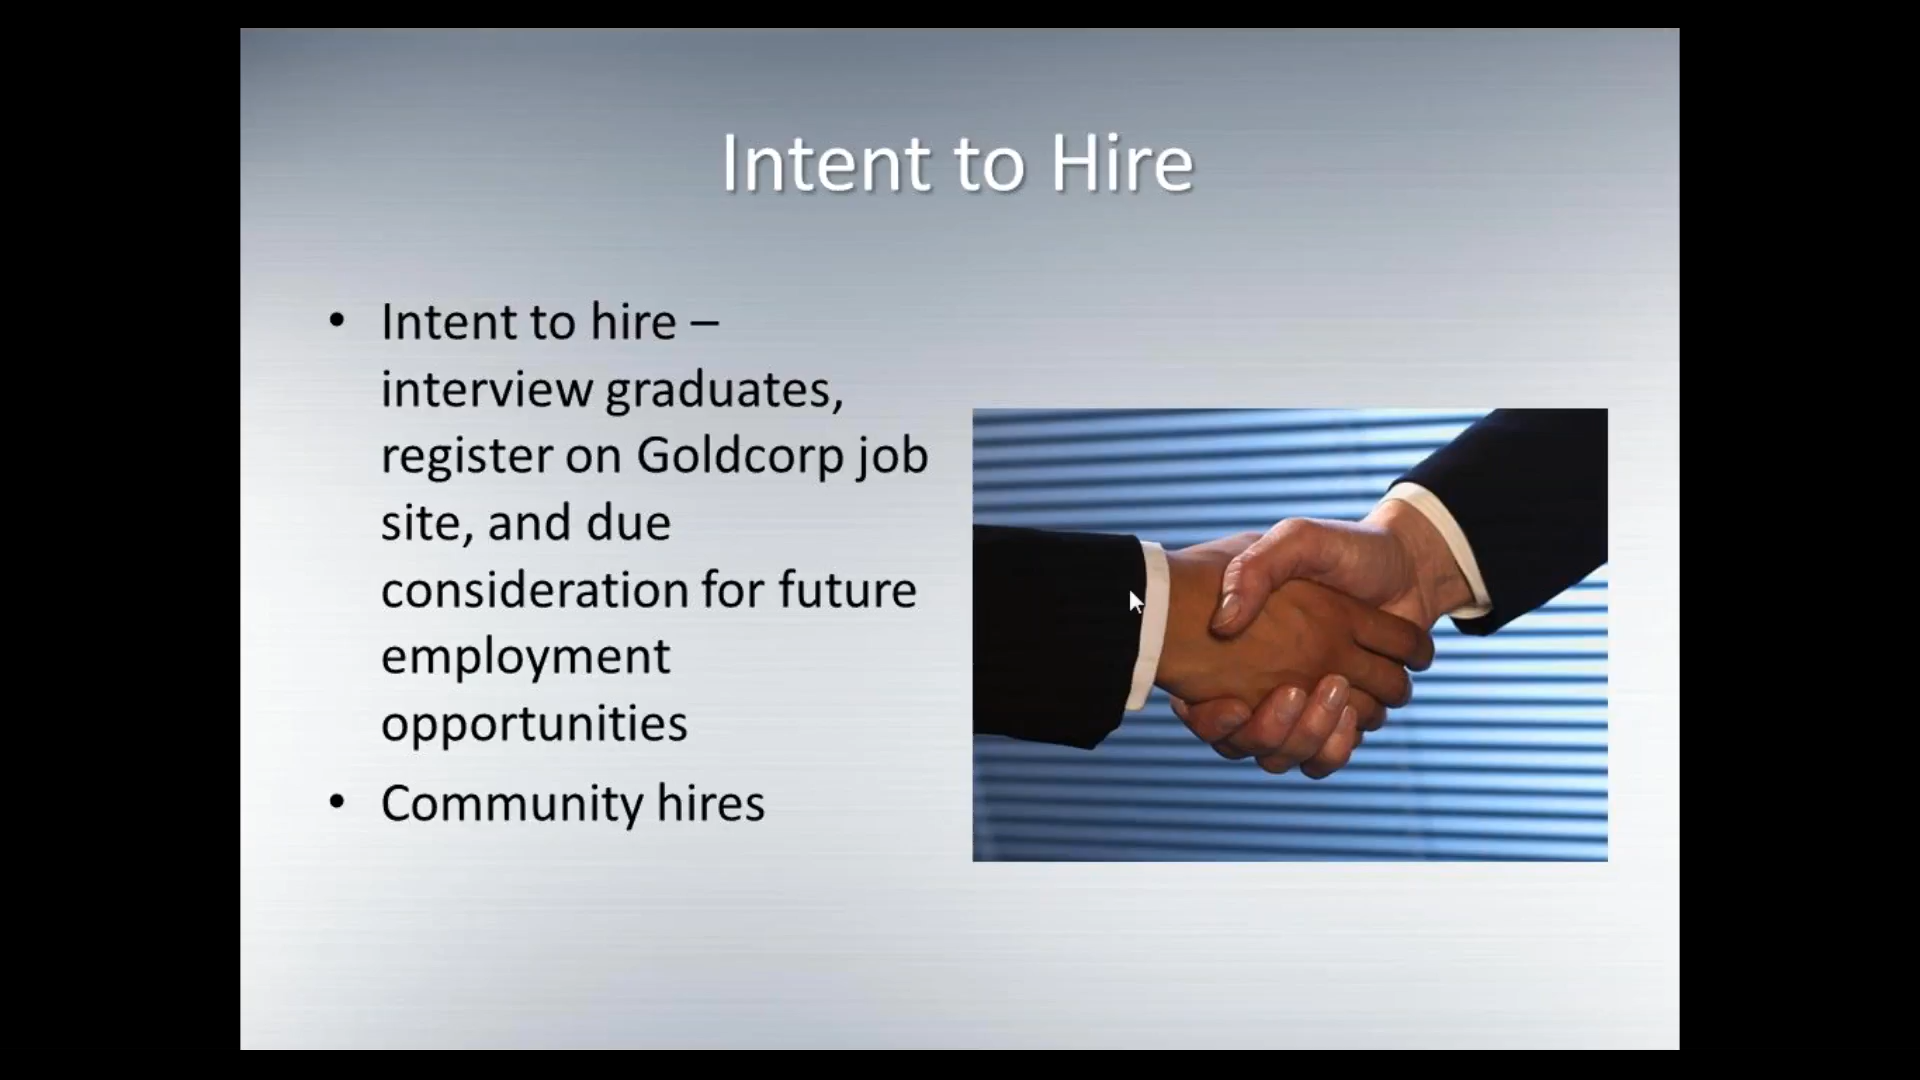 Intent to Hire
• Intent to hire –
interview graduates,
register on Goldcorp job
site, and due
consideration for future
employment
opportunities
• Community hires